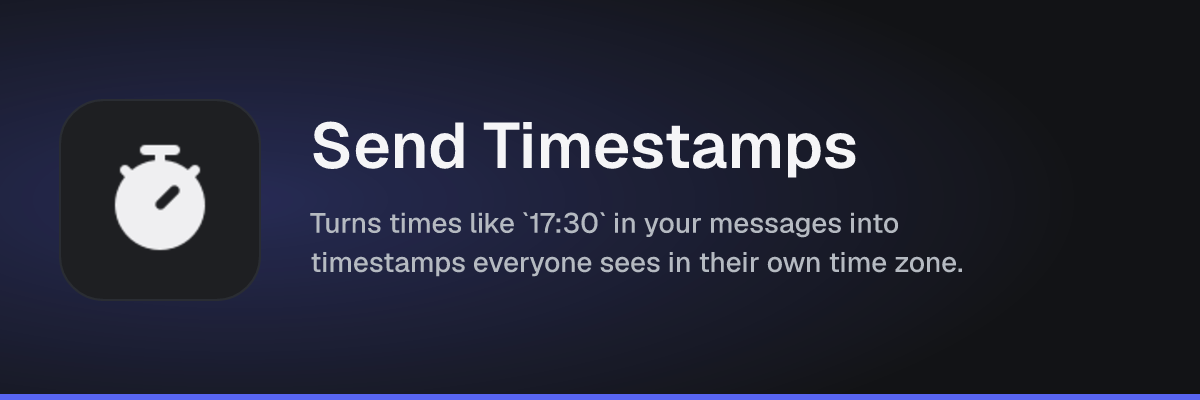 Send Timestamps
Turns times like `17:30` in your messages into
timestamps everyone sees in their own time zone.